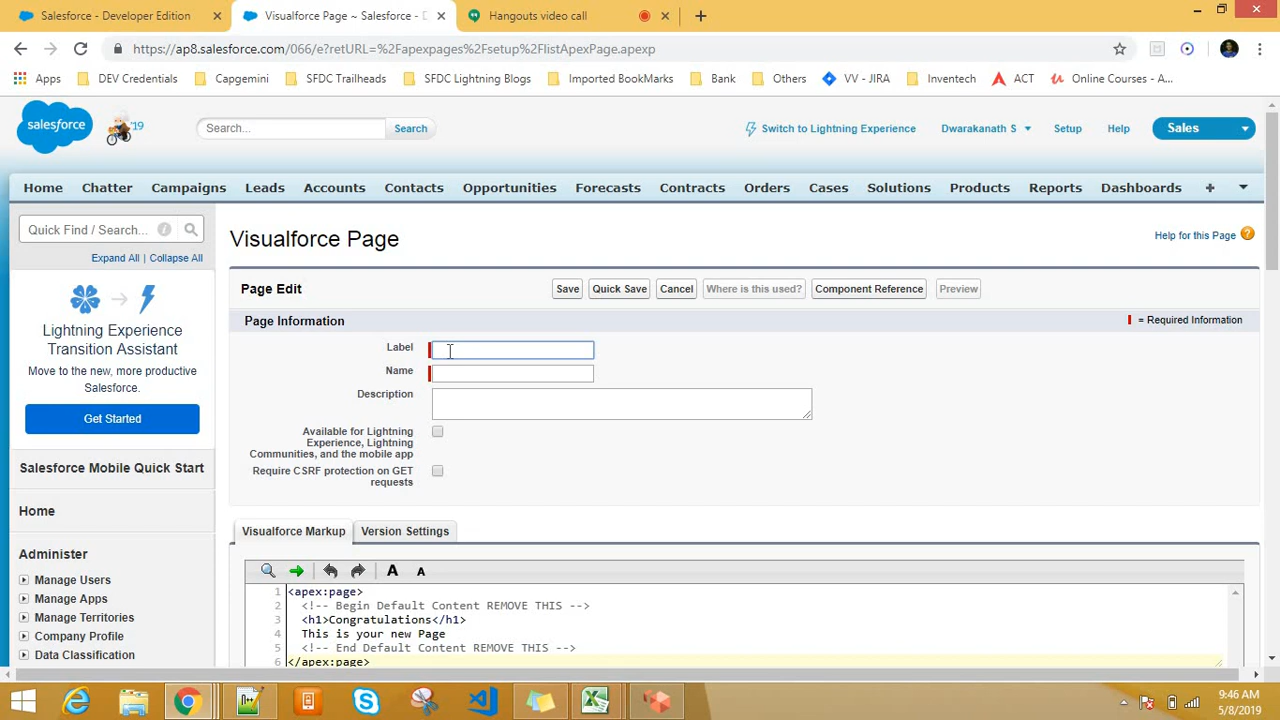 Salesforce - Developer Edition
Visualforce Page ~ Salesforce - D
Hangouts video call
https://ap8.salesforce.com/066/e?retURL=%2Fapexpages%2Fsetup%2FlistApexPage.apexp
Apps
DEV Credentials
Capgemini
SFDC Trailheads
SFDC Lightning Blogs
Imported BookMarks
Bank
Others
VV - JIRA
Inventech
ACT
Online Courses - A...
salesforce
'19
Search...
Search
Switch to Lightning Experience
Dwarakanath S
Setup
Help
Sales
Home Chatter Campaigns Leads Accounts Contacts Opportunities Forecasts Contracts Orders Cases Solutions Products Reports Dashboards +
Quick Find / Search...
Expand All | Collapse All
Lightning Experience
Transition Assistant
Move to the new, more productive
Salesforce.
Get Started
Salesforce Mobile Quick Start
Home
Administer
Manage Users
Manage Apps
Manage Territories
Company Profile
Data Classification
Visualforce Page
Help for this Page
Page Edit
Save
Quick Save
Cancel
Where is this used?
Component Reference
Preview
Page Information
= Required Information
Label
Name
Description
Available for Lightning
Experience, Lightning
Communities, and the mobile app
Require CSRF protection on GET
requests
Visualforce Markup
Version Settings
A
A
1 <apex:page>
2 <!-- Begin Default Content REMOVE THIS -->
3 <h1>Congratulations</h1>
4 This is your new Page
5 <!-- End Default Content REMOVE THIS -->
6 </apex:page>
9:46 AM
5/8/2019